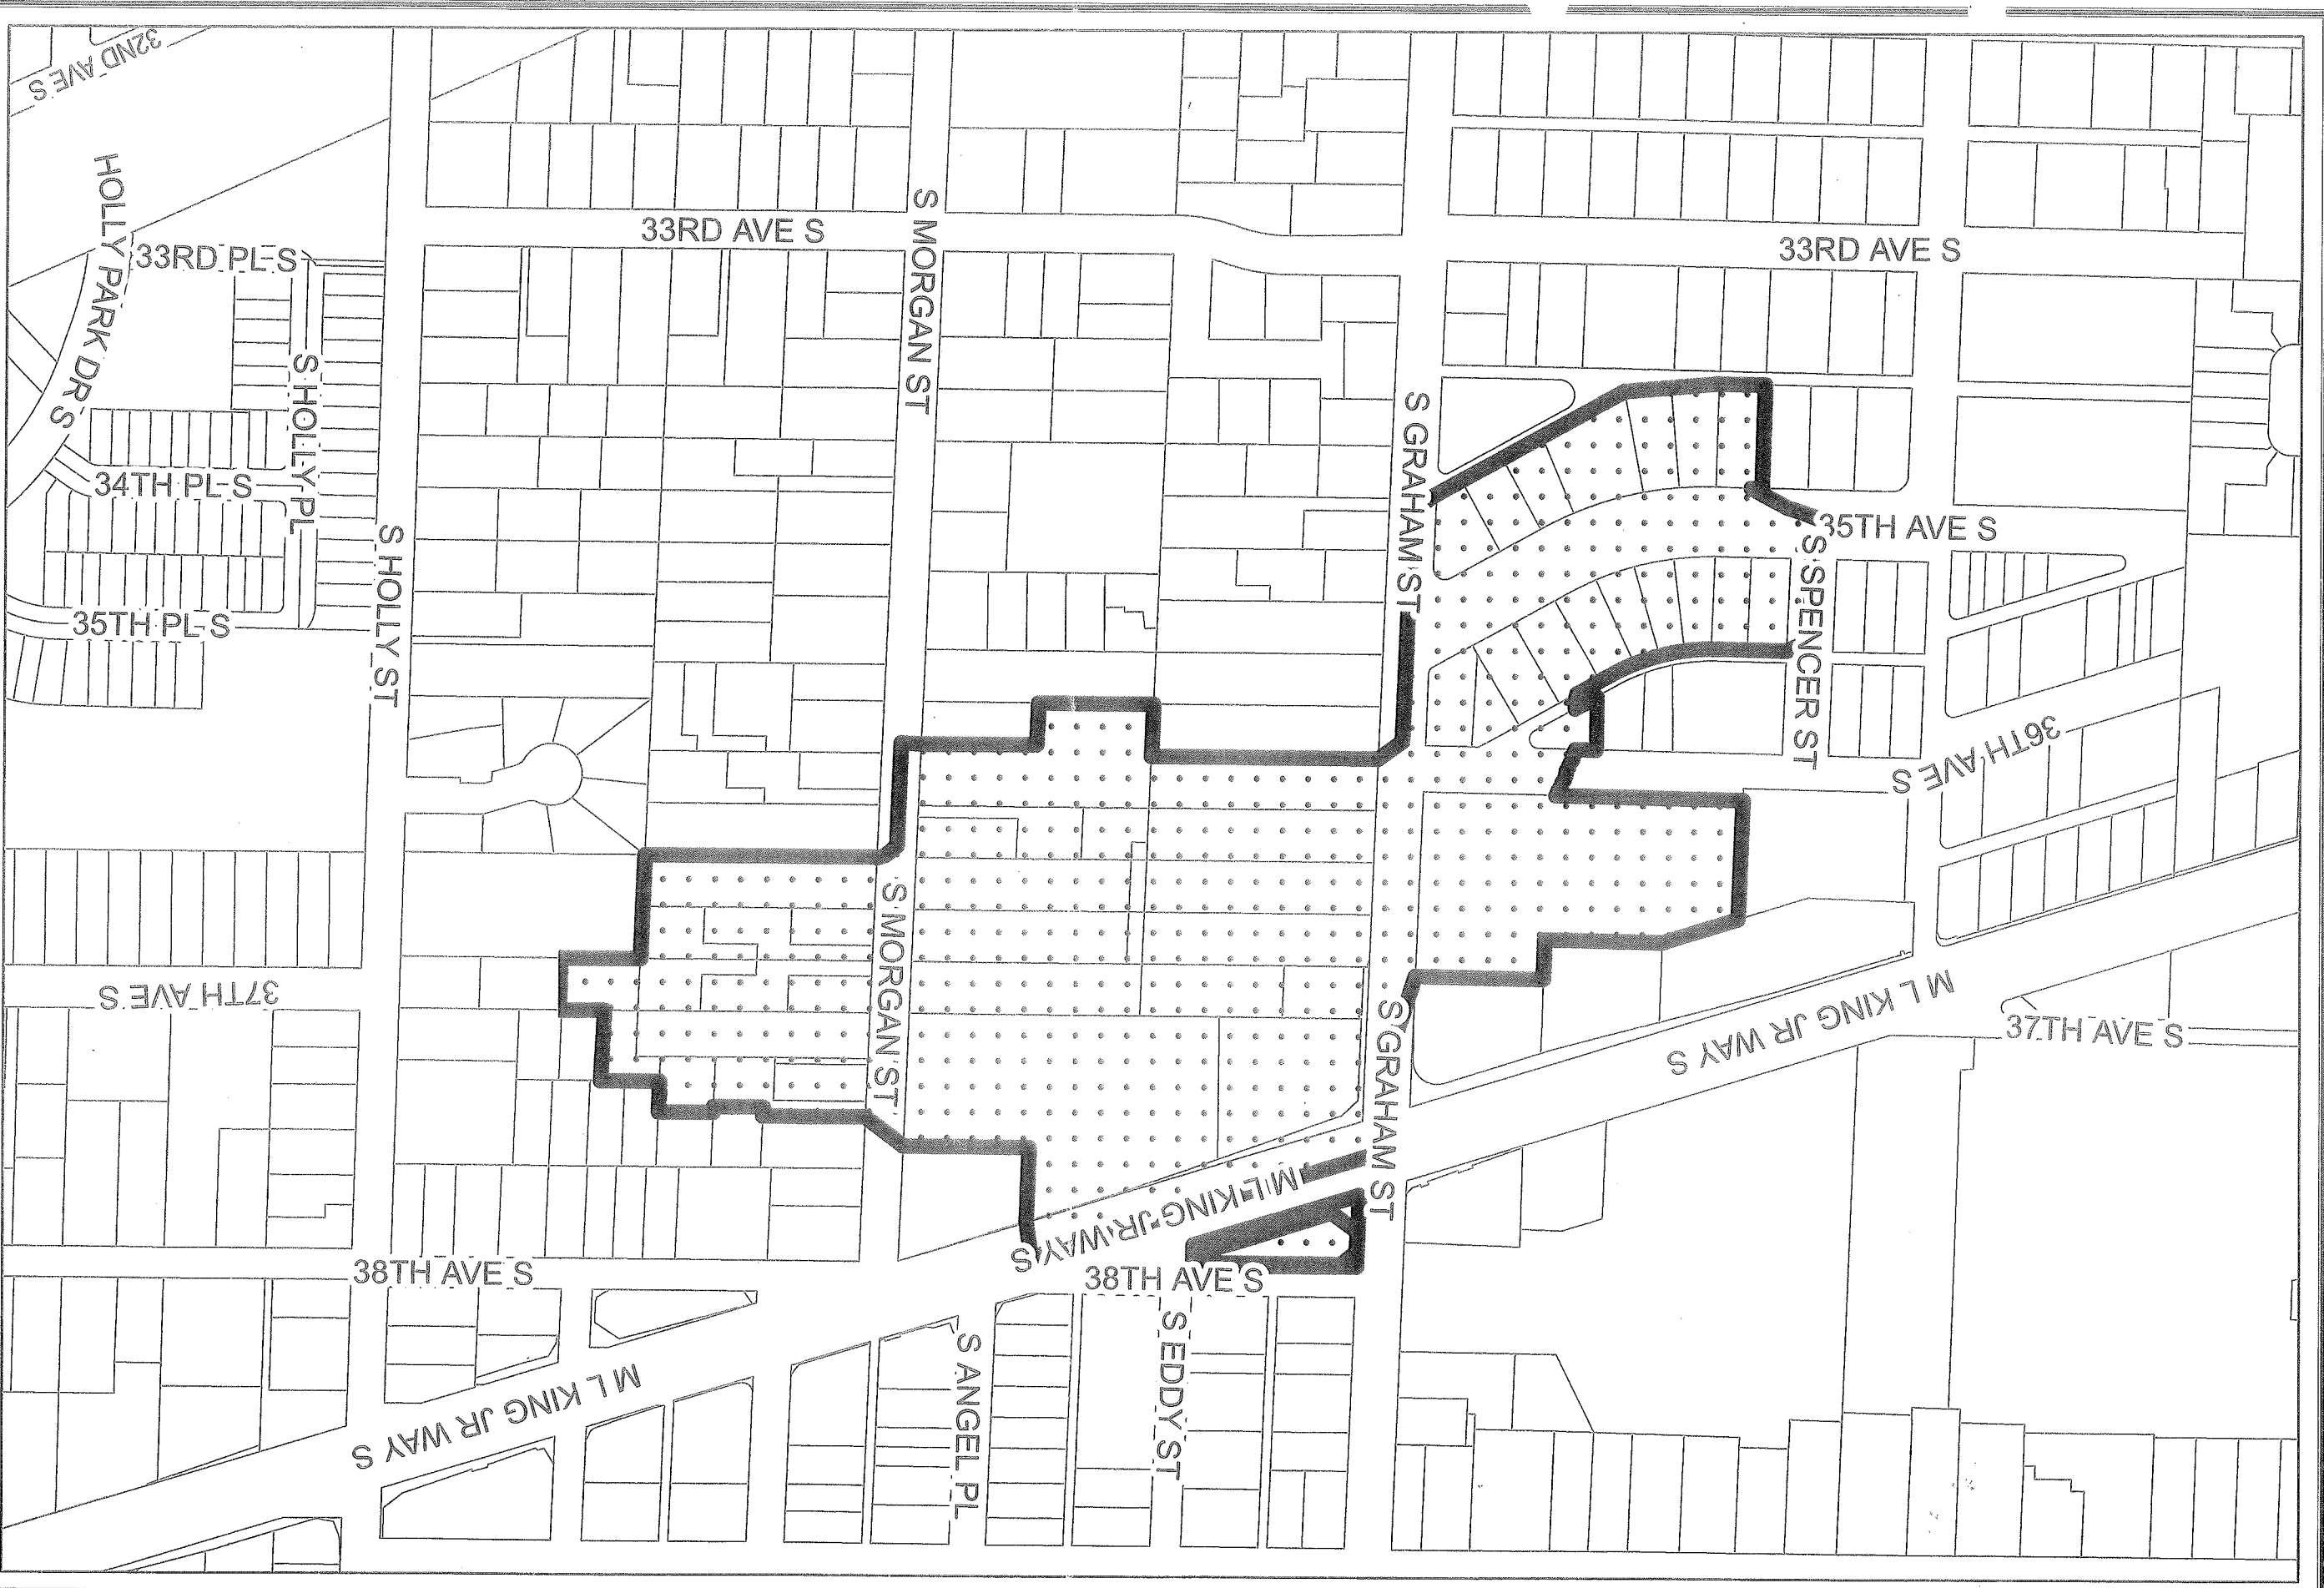 32ND AVE S
HOLLY PARK DR S
33RD PL S
S HOLLY PL
34TH PL S
35TH PL S
S HOLLY ST
33RD AVE S
S MORGAN ST
33RD AVE S
S GRAHAM ST
35TH AVE S
S SPENCER ST
36TH AVE S
37TH AVE S
S MORGAN ST
S GRAHAM ST
M L KING JR WAY S
37TH AVE S
M L KING JR WAY S
38TH AVE S
38TH AVE S
M L KING JR WAY S
S ANGEL PL
S EDDY ST